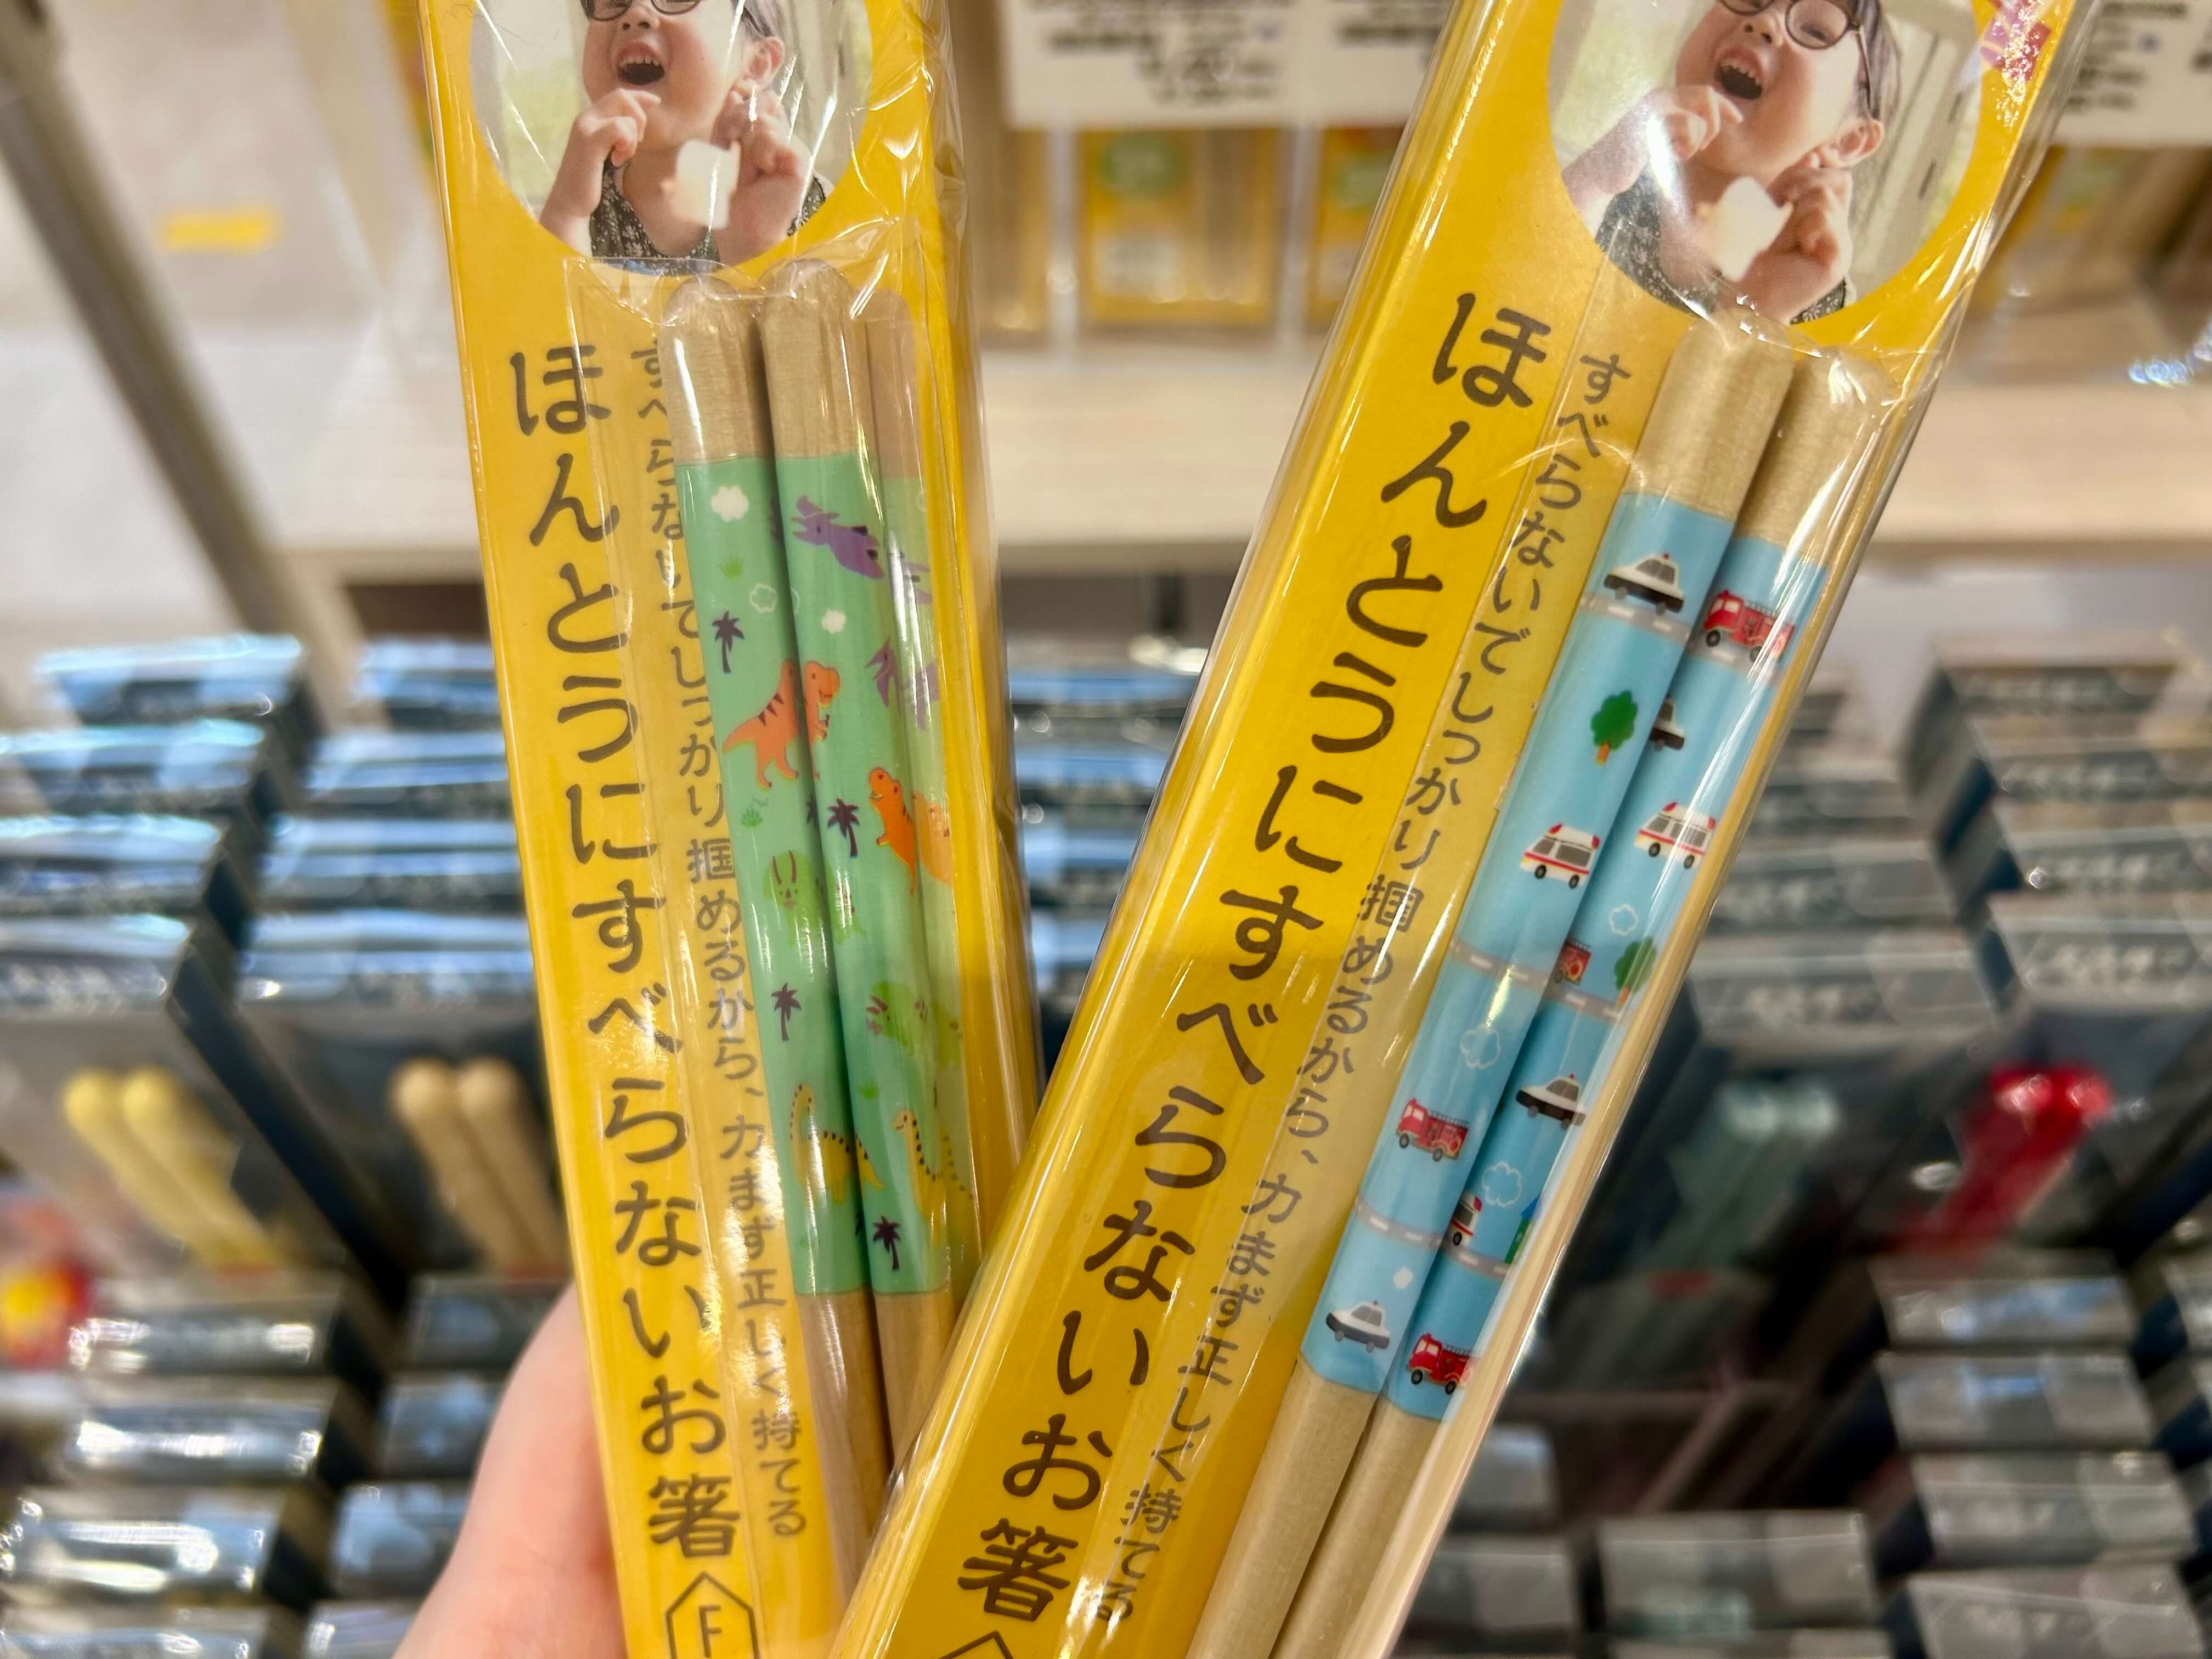 ほんとうにすべらないお箸
すべらないでしっかり掴めるから、力まず正しく持てる
F
ほんとうにすべらないお箸
すべらないでしっかり掴めるから、力まず正しく持てる